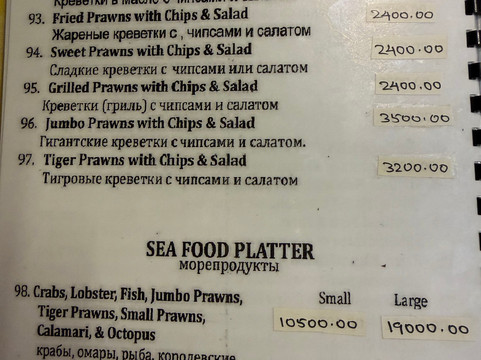 Креветки в масле с чипсами и
93. Fried Prawns with Chips & Salad 2400.00
Жареные креветки с , чипсами и салатом
94. Sweet Prawns with Chips & Salad 2400.00
Сладкие креветки с чипсами или салатом
95. Grilled Prawns with Chips & Salad 2400.00
Креветки (гриль) с чипсами и салатом
96. Jumbo Prawns with Chips & Salad 3500.00
Гигантские креветки с чипсами и салатом.
97. Tiger Prawns with Chips & Salad 3200.00
Тигровые креветки с чипсами и салатом
SEA FOOD PLATTER
морепродукты
98. Crabs, Lobster, Fish, Jumbo Prawns, Small Large
Tiger Prawns, Small Prawns, 10500.00 19000.00
Calamari, & Octopus
крабы, омары, рыба, королевские